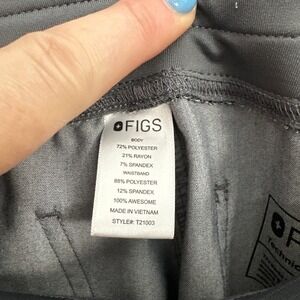 FIGS
BODY
72% POLYESTER
21% RAYON
7% SPANDEX
WAISTBAND
88% POLYESTER
12% SPANDEX
100% AWESOME
MADE IN VIETNAM
STYLE#: T21003
F
Techni